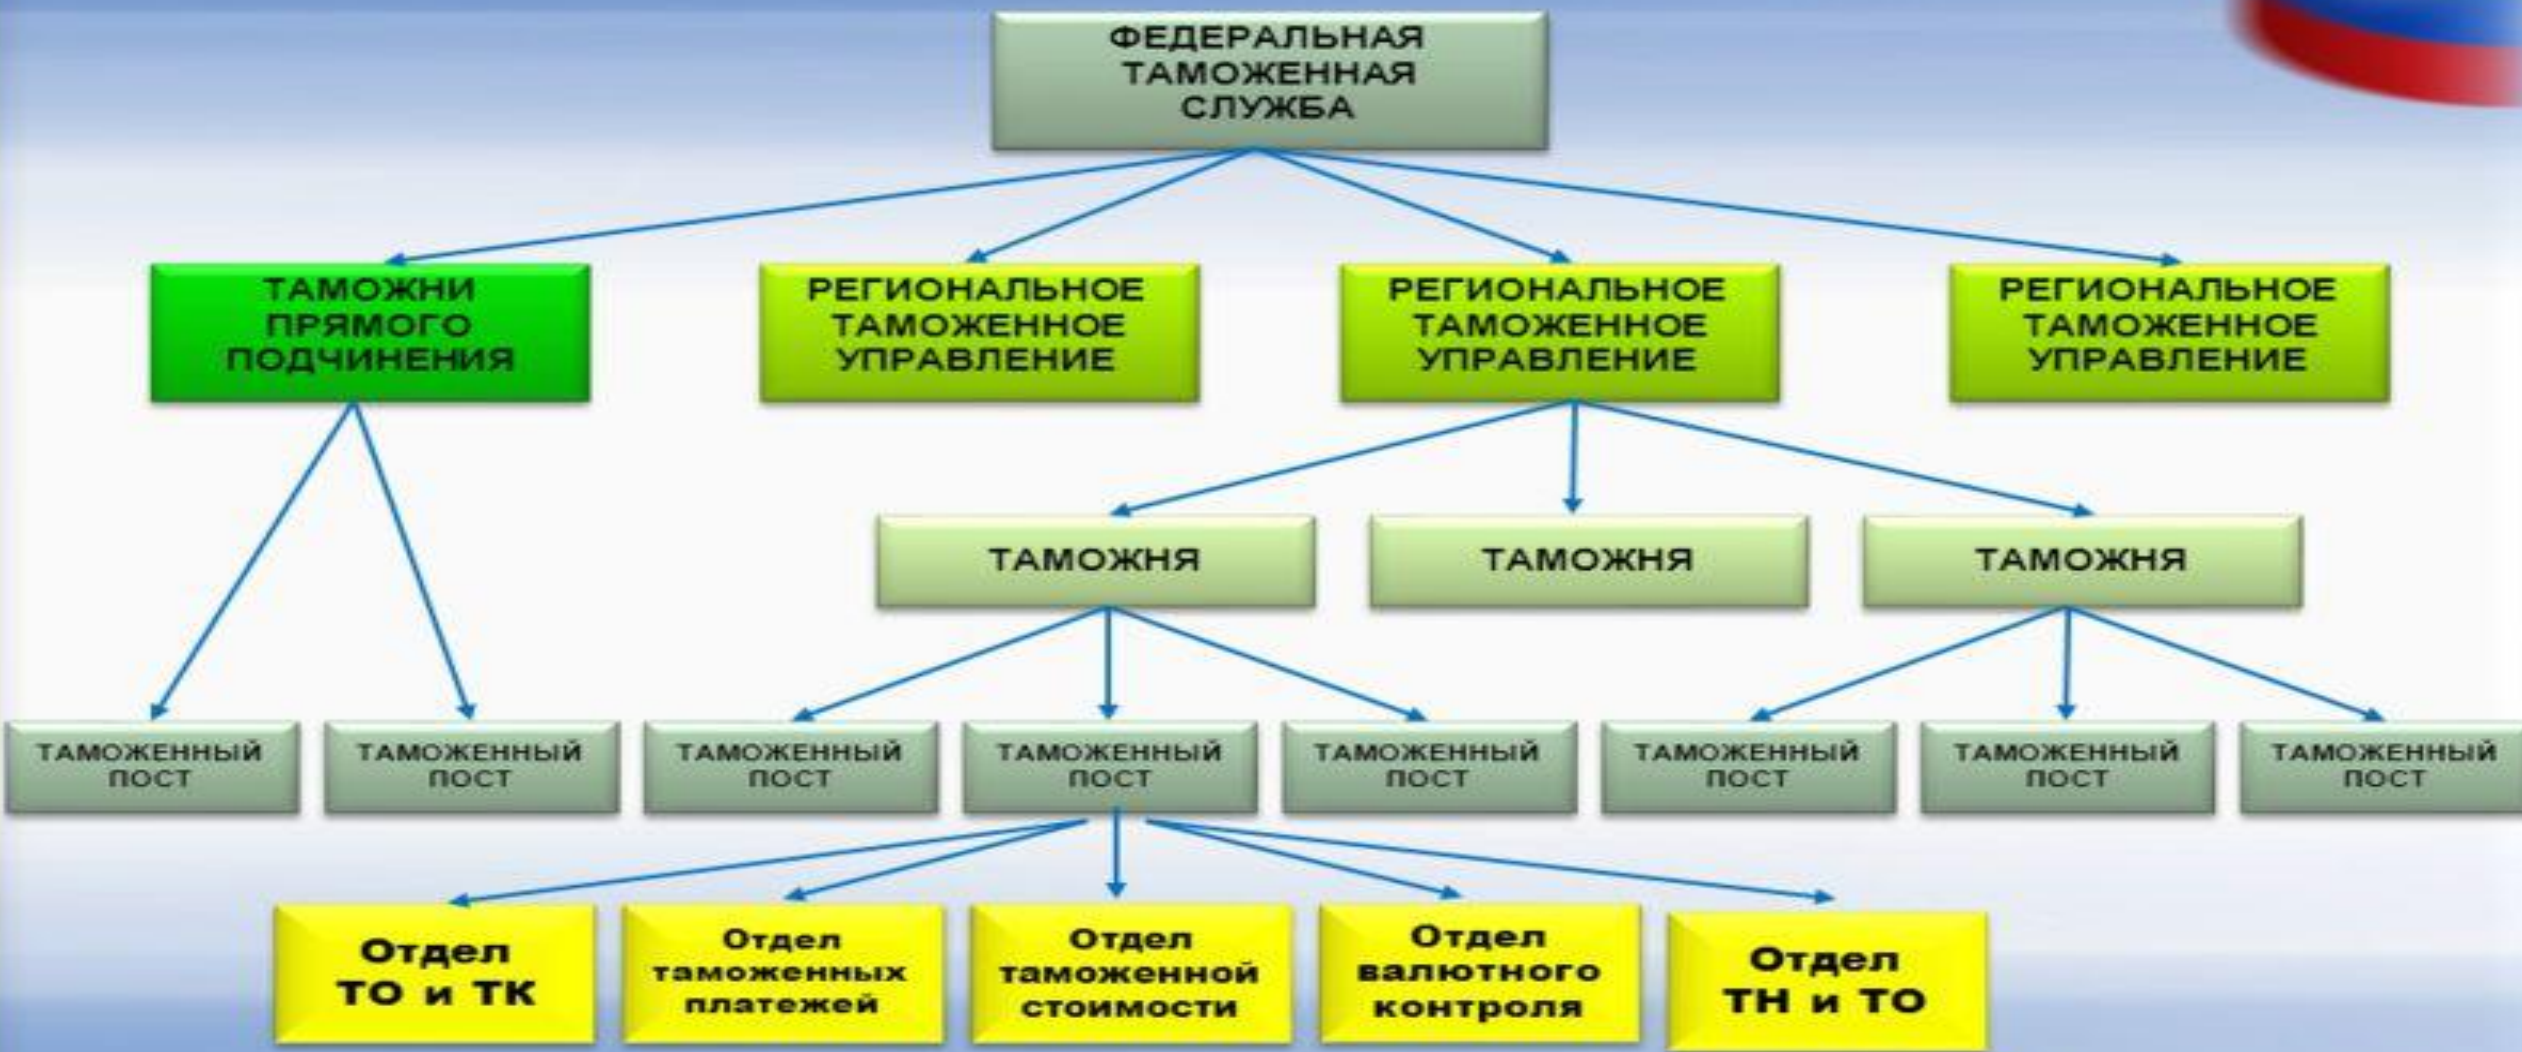 ФЕДЕРАЛЬНАЯ
ТАМОЖЕННАЯ
СЛУЖБА
ТАМОЖНИ
ПРЯМОГО
ПОДЧИНЕНИЯ
РЕГИОНАЛЬНОЕ
ТАМОЖЕННОЕ
УПРАВЛЕНИЕ
РЕГИОНАЛЬНОЕ
ТАМОЖЕННОЕ
УПРАВЛЕНИЕ
РЕГИОНАЛЬНОЕ
ТАМОЖЕННОЕ
УПРАВЛЕНИЕ
ТАМОЖНЯ
ТАМОЖНЯ
ТАМОЖНЯ
ТАМОЖЕННЫЙ
ПОСТ
ТАМОЖЕННЫЙ
ПОСТ
ТАМОЖЕННЫЙ
ПОСТ
ТАМОЖЕННЫЙ
ПОСТ
ТАМОЖЕННЫЙ
ПОСТ
ТАМОЖЕННЫЙ
ПОСТ
ТАМОЖЕННЫЙ
ПОСТ
ТАМОЖЕННЫЙ
ПОСТ
Отдел
ТО и ТК
Отдел
таможенных
платежей
Отдел
таможенной
стоимости
Отдел
валютного
контроля
Отдел
ТН и ТО